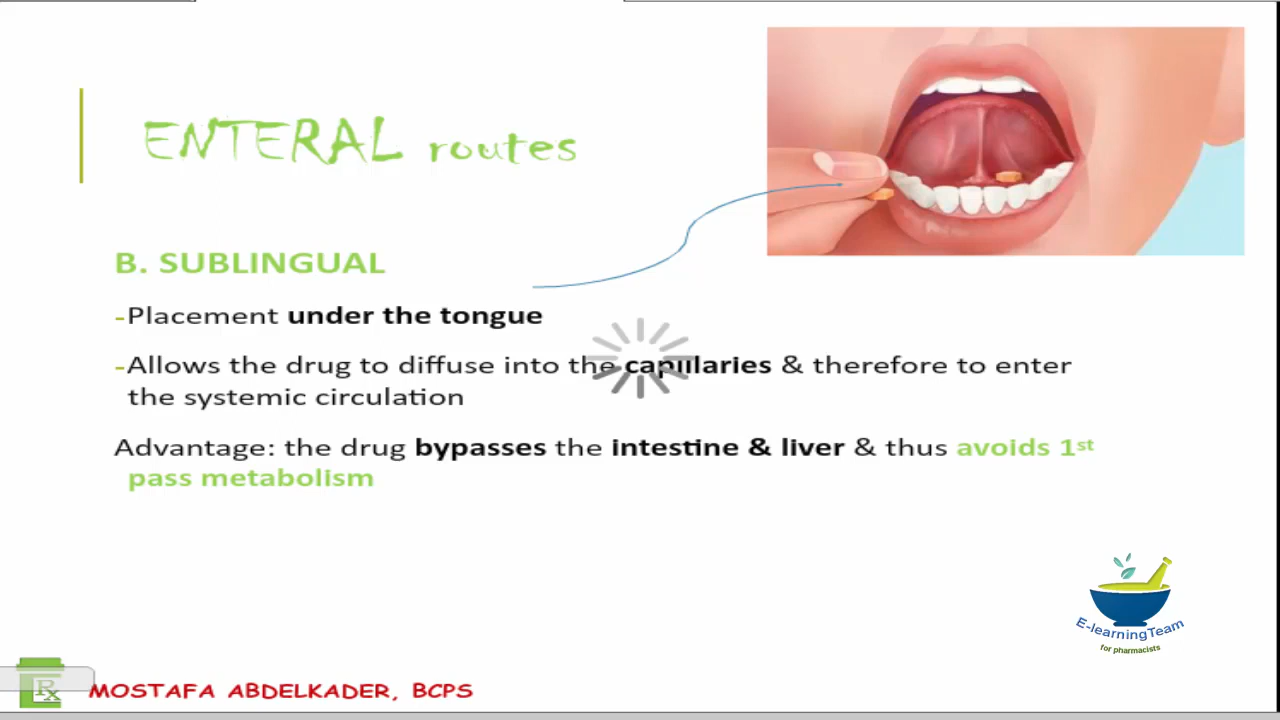 ENTERAL routes
B. SUBLINGUAL
-Placement under the tongue
-Allows the drug to diffuse into the capillaries & therefore to enter
the systemic circulation
Advantage: the drug bypasses the intestine & liver & thus avoids 1st
pass metabolism
E-learningTeam
for pharmacists
Rx
MOSTAFA ABDELKADER, BCPS